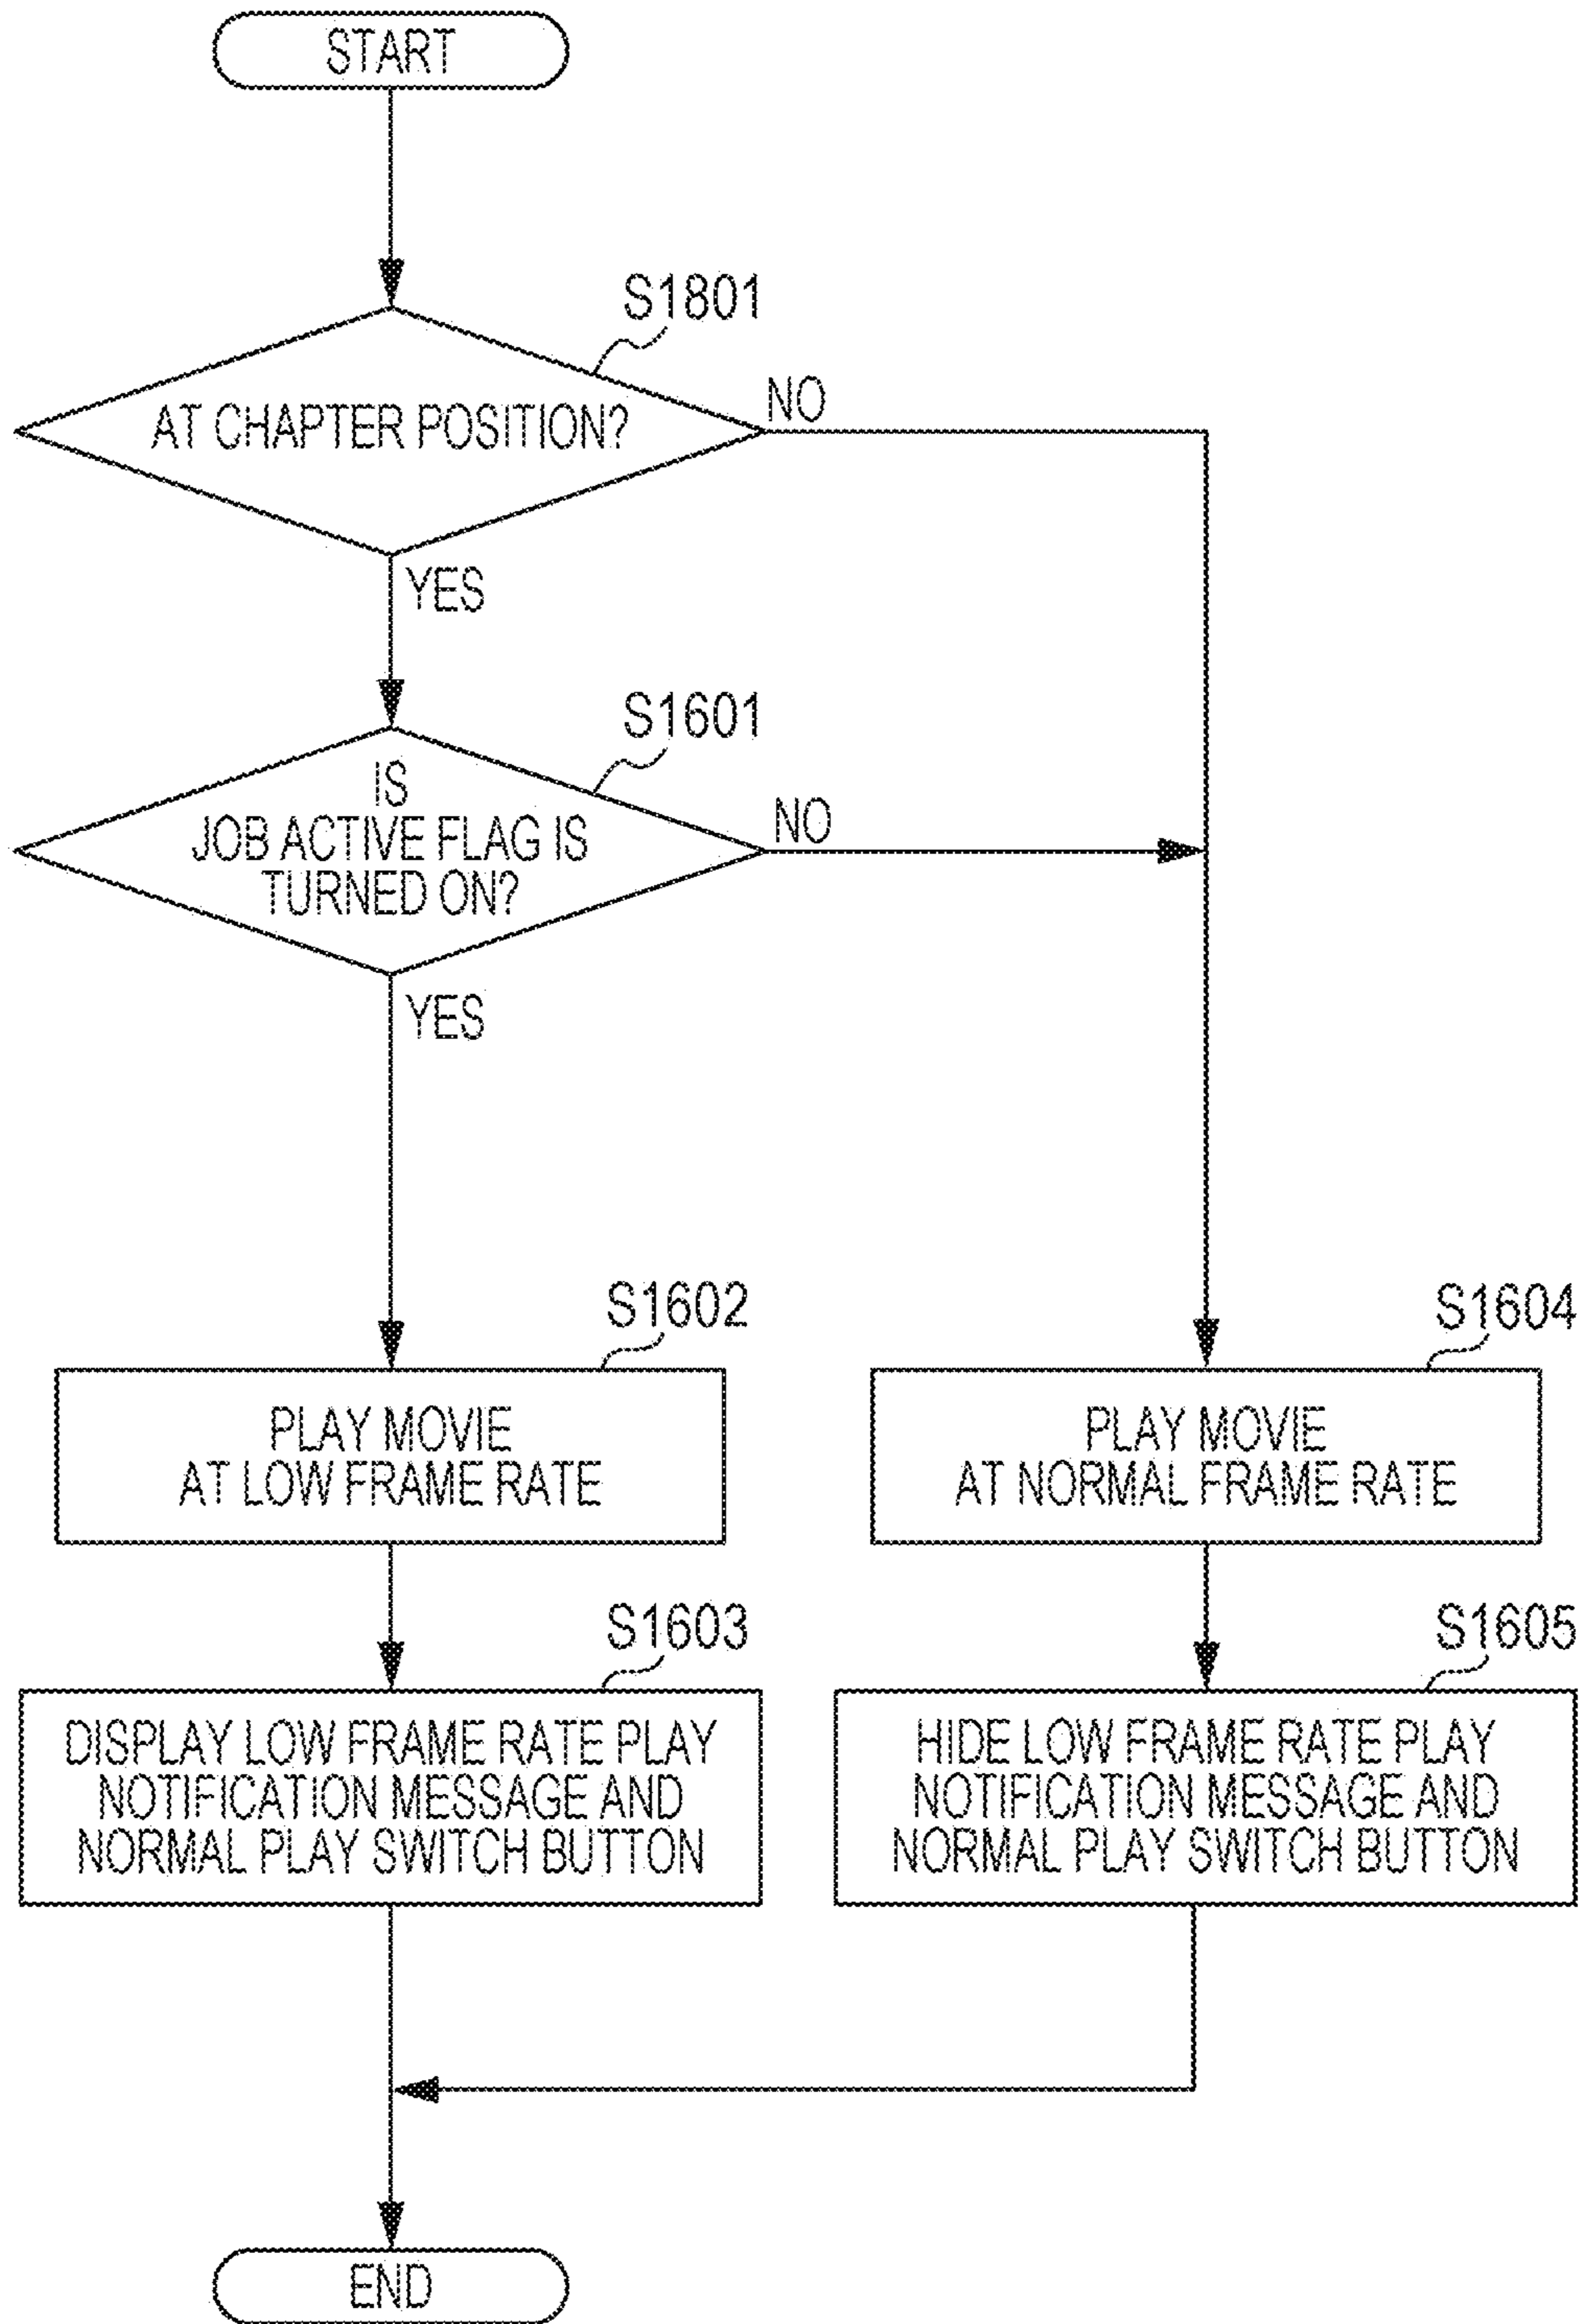 START
S1801
AT CHAPTER POSITION?
NO
YES
S1601
IS
JOB ACTIVE FLAG IS
TURNED ON?
NO
YES
S1602
PLAY MOVIE
AT LOW FRAME RATE
S1604
PLAY MOVIE
AT NORMAL FRAME RATE
S1603
DISPLAY LOW FRAME RATE PLAY
NOTIFICATION MESSAGE AND
NORMAL PLAY SWITCH BUTTON
S1605
HIDE LOW FRAME RATE PLAY
NOTIFICATION MESSAGE AND
NORMAL PLAY SWITCH BUTTON
END